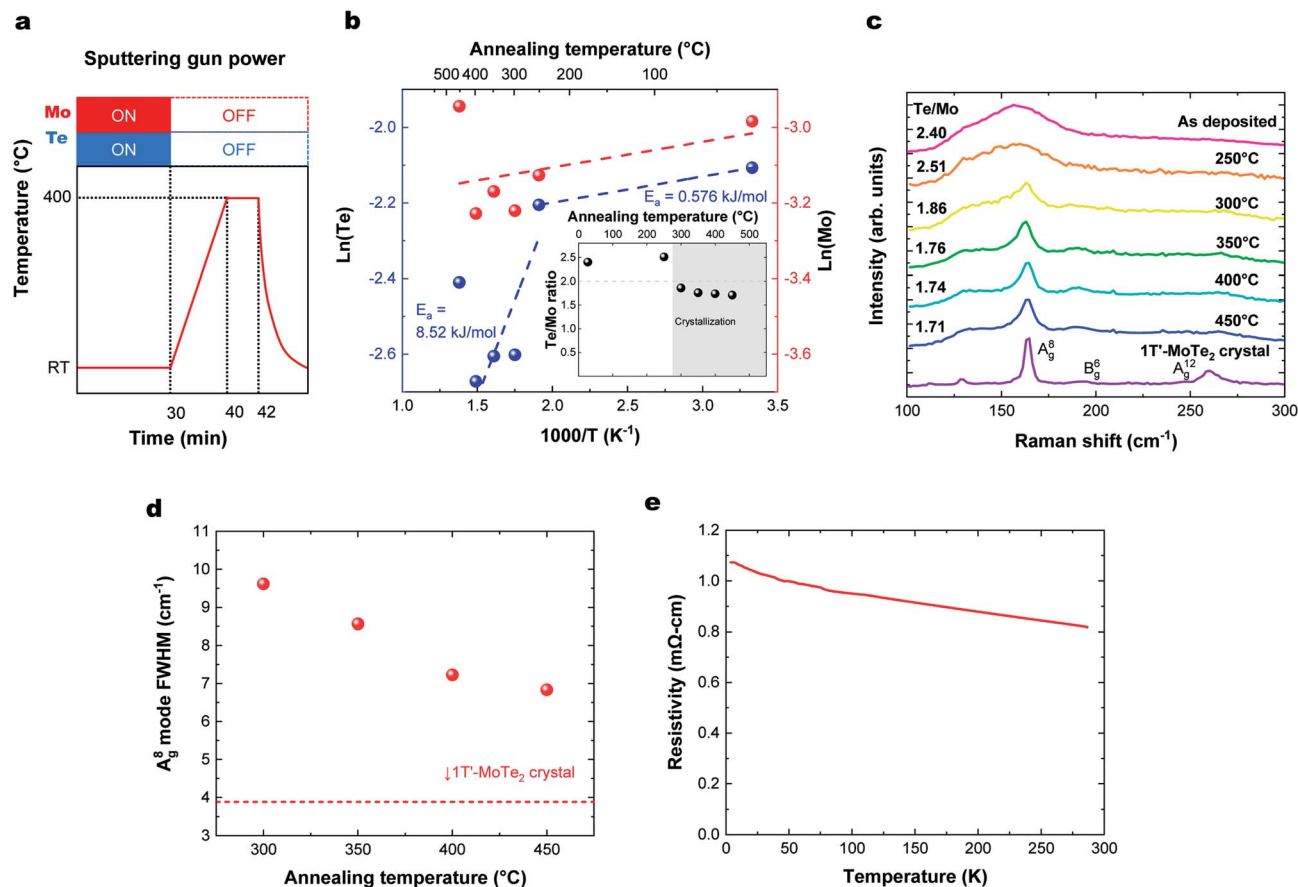 a
Sputtering gun power
Mo ON OFF
Te ON OFF
Temperature (°C)
400
RT
30 40 42
Time (min)
b
Annealing temperature (°C)
500 400 300 200 100
Ln(Te)
-2.0
-2.2
-2.4
-2.6
Ln(Mo)
-3.0
-3.2
-3.4
-3.6
Eₐ = 0.576 kJ/mol
Eₐ =
8.52 kJ/mol
Annealing temperature (°C)
0 100 200 300 400 500
Te/Mo ratio
2.5
2.0
1.5
1.0
0.5
Crystallization
1.0 1.5 2.0 2.5 3.0 3.5
1000/T (K⁻¹)
c
Intensity (arb. units)
Te/Mo
2.40 As deposited
2.51 250°C
1.86 300°C
1.76 350°C
1.74 400°C
1.71 450°C
1T'-MoTe₂ crystal
A⁸g B⁶g A¹²g
100 150 200 250 300
Raman shift (cm⁻¹)
d
A⁸g mode FWHM (cm⁻¹)
11
10
9
8
7
6
5
4
3
↓1T'-MoTe₂ crystal
300 350 400 450
Annealing temperature (°C)
e
Resistivity (mΩ-cm)
1.2
1.0
0.8
0.6
0.4
0.2
0.0
0 50 100 150 200 250 300
Temperature (K)